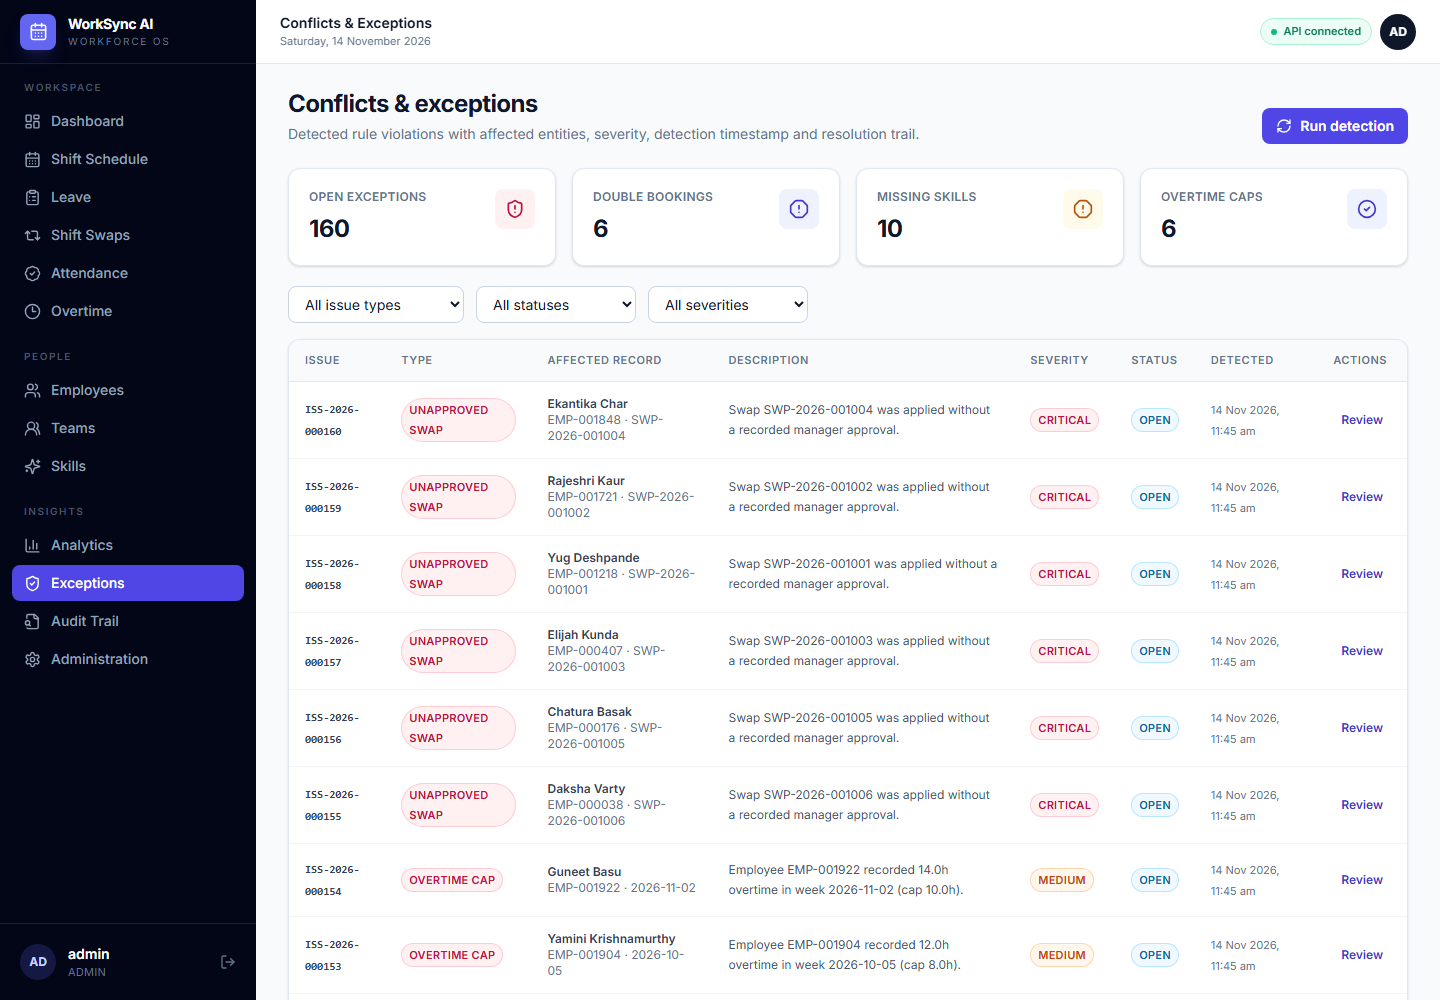 WorkSync AI
WORKFORCE OS
WORKSPACE
Dashboard
Shift Schedule
Leave
Shift Swaps
Attendance
Overtime
PEOPLE
Employees
Teams
Skills
INSIGHTS
Analytics
Exceptions
Audit Trail
Administration
AD
admin
ADMIN
Conflicts & Exceptions
Saturday, 14 November 2026
API connected
AD
Conflicts & exceptions
Detected rule violations with affected entities, severity, detection timestamp and resolution trail.
Run detection
OPEN EXCEPTIONS
160
DOUBLE BOOKINGS
6
MISSING SKILLS
10
OVERTIME CAPS
6
All issue types
All statuses
All severities
ISSUE TYPE AFFECTED RECORD DESCRIPTION SEVERITY STATUS DETECTED ACTIONS
ISS-2026-
000160
UNAPPROVED
SWAP
Ekantika Char
EMP-001848 · SWP-
2026-001004
Swap SWP-2026-001004 was applied without
a recorded manager approval.
CRITICAL
OPEN
14 Nov 2026,
11:45 am
Review
ISS-2026-
000159
UNAPPROVED
SWAP
Rajeshri Kaur
EMP-001721 · SWP-2026-
001002
Swap SWP-2026-001002 was applied without
a recorded manager approval.
CRITICAL
OPEN
14 Nov 2026,
11:45 am
Review
ISS-2026-
000158
UNAPPROVED
SWAP
Yug Deshpande
EMP-001218 · SWP-2026-
001001
Swap SWP-2026-001001 was applied without a
recorded manager approval.
CRITICAL
OPEN
14 Nov 2026,
11:45 am
Review
ISS-2026-
000157
UNAPPROVED
SWAP
Elijah Kunda
EMP-000407 · SWP-
2026-001003
Swap SWP-2026-001003 was applied without
a recorded manager approval.
CRITICAL
OPEN
14 Nov 2026,
11:45 am
Review
ISS-2026-
000156
UNAPPROVED
SWAP
Chatura Basak
EMP-000176 · SWP-
2026-001005
Swap SWP-2026-001005 was applied without
a recorded manager approval.
CRITICAL
OPEN
14 Nov 2026,
11:45 am
Review
ISS-2026-
000155
UNAPPROVED
SWAP
Daksha Varty
EMP-000038 · SWP-
2026-001006
Swap SWP-2026-001006 was applied without
a recorded manager approval.
CRITICAL
OPEN
14 Nov 2026,
11:45 am
Review
ISS-2026-
000154
OVERTIME CAP
Guneet Basu
EMP-001922 · 2026-11-02
Employee EMP-001922 recorded 14.0h
overtime in week 2026-11-02 (cap 10.0h).
MEDIUM
OPEN
14 Nov 2026,
11:45 am
Review
ISS-2026-
000153
OVERTIME CAP
Yamini Krishnamurthy
EMP-001904 · 2026-10-
05
Employee EMP-001904 recorded 12.0h
overtime in week 2026-10-05 (cap 8.0h).
MEDIUM
OPEN
14 Nov 2026,
11:45 am
Review